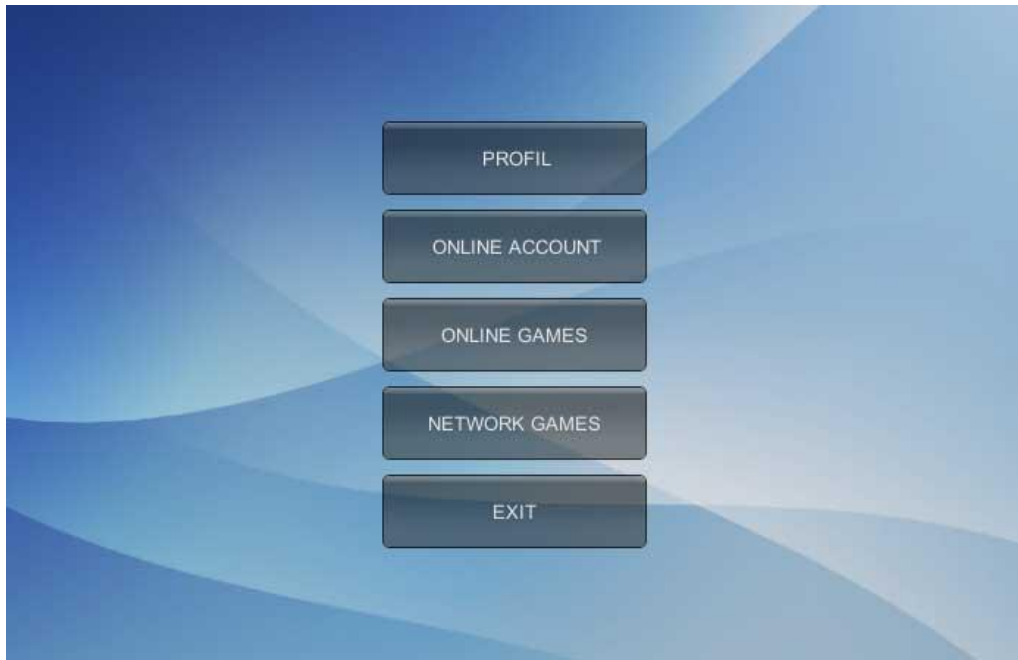 PROFIL
ONLINE ACCOUNT
ONLINE GAMES
NETWORK GAMES
EXIT